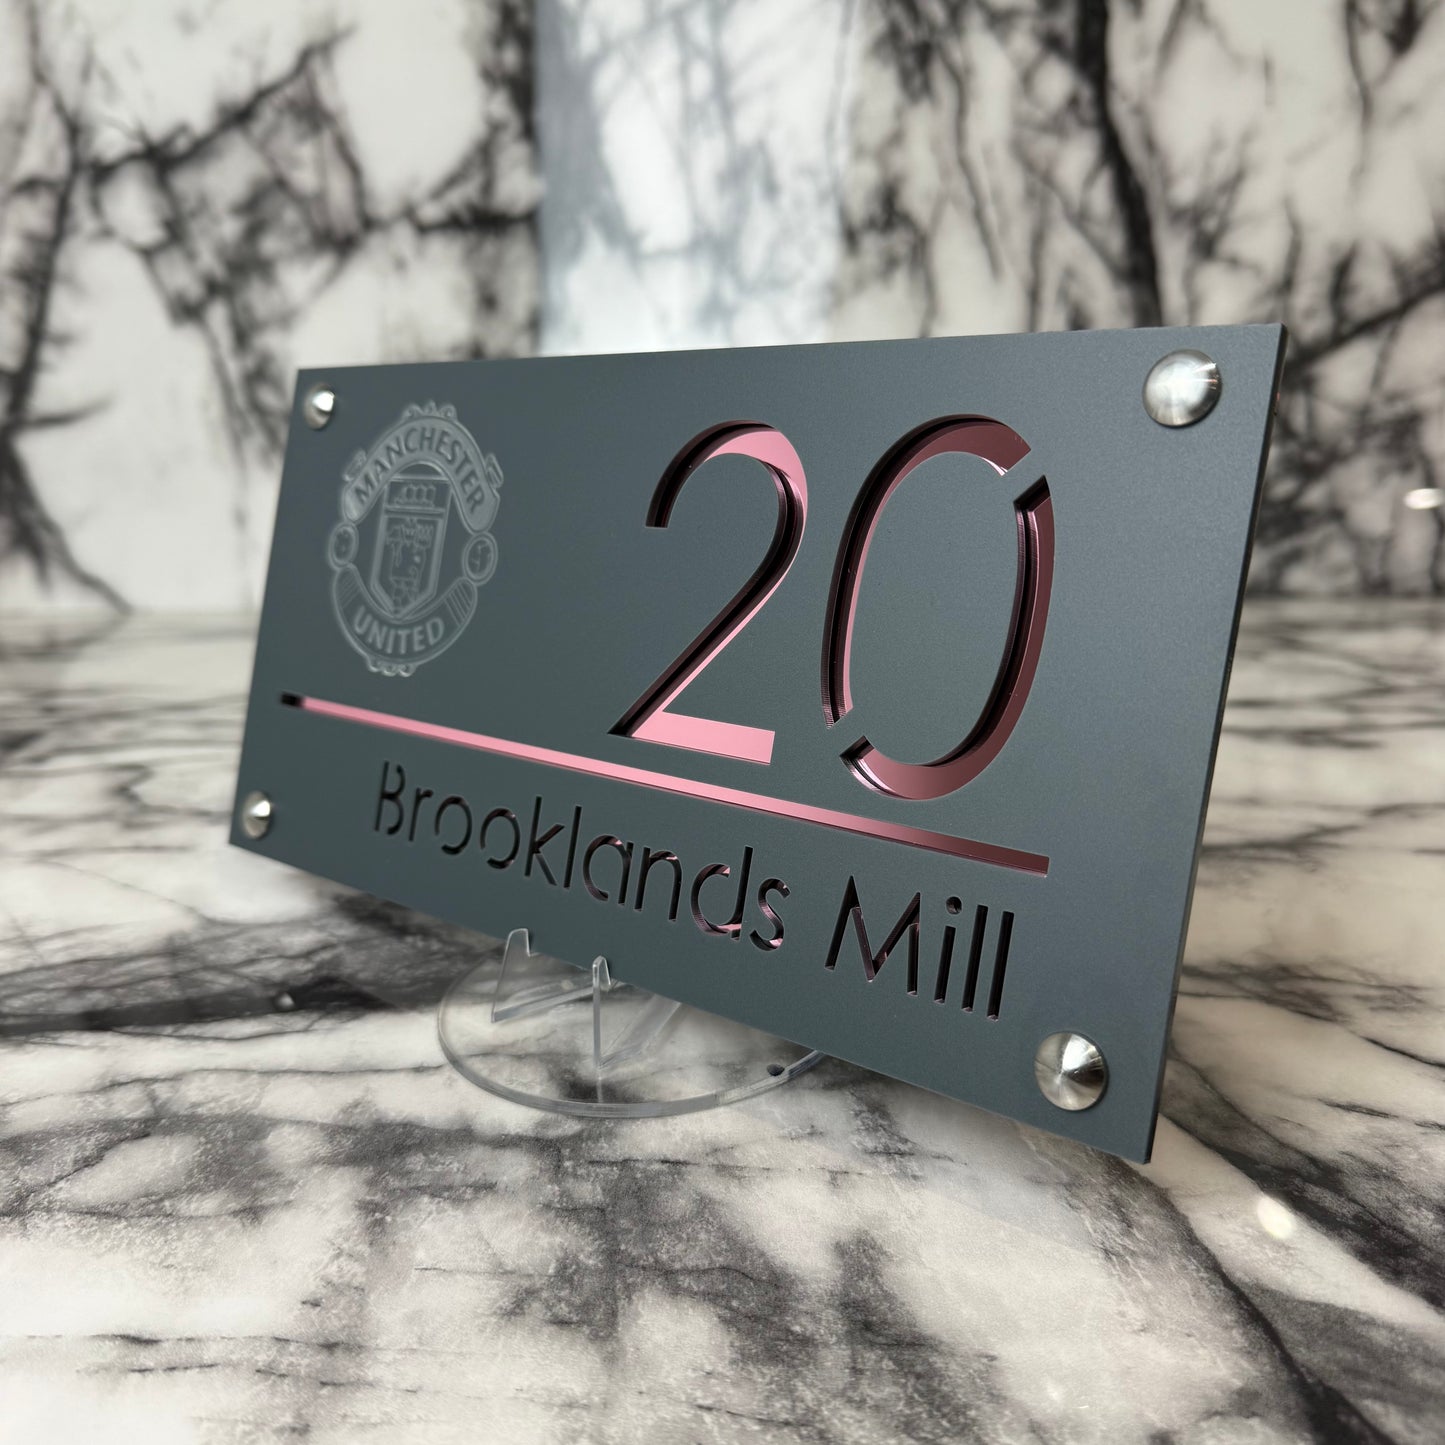 MANCHESTER
UNITED
20
Brooklands Mill